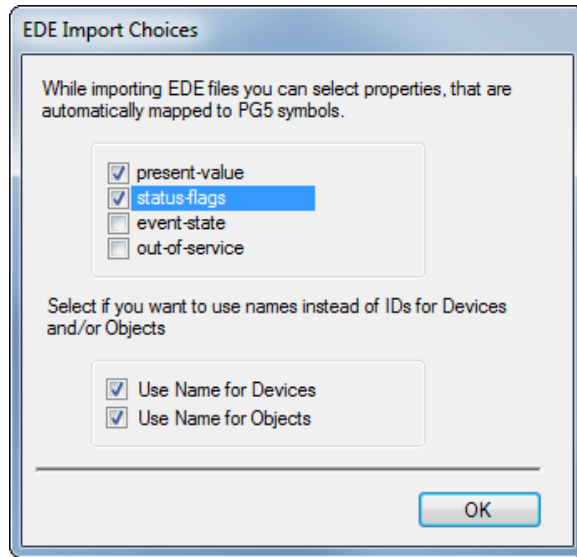 EDE Import Choices
While importing EDE files you can select properties, that are
automatically mapped to PG5 symbols.
present-value
status-flags
event-state
out-of-service
Select if you want to use names instead of IDs for Devices
and/or Objects
Use Name for Devices
Use Name for Objects
OK